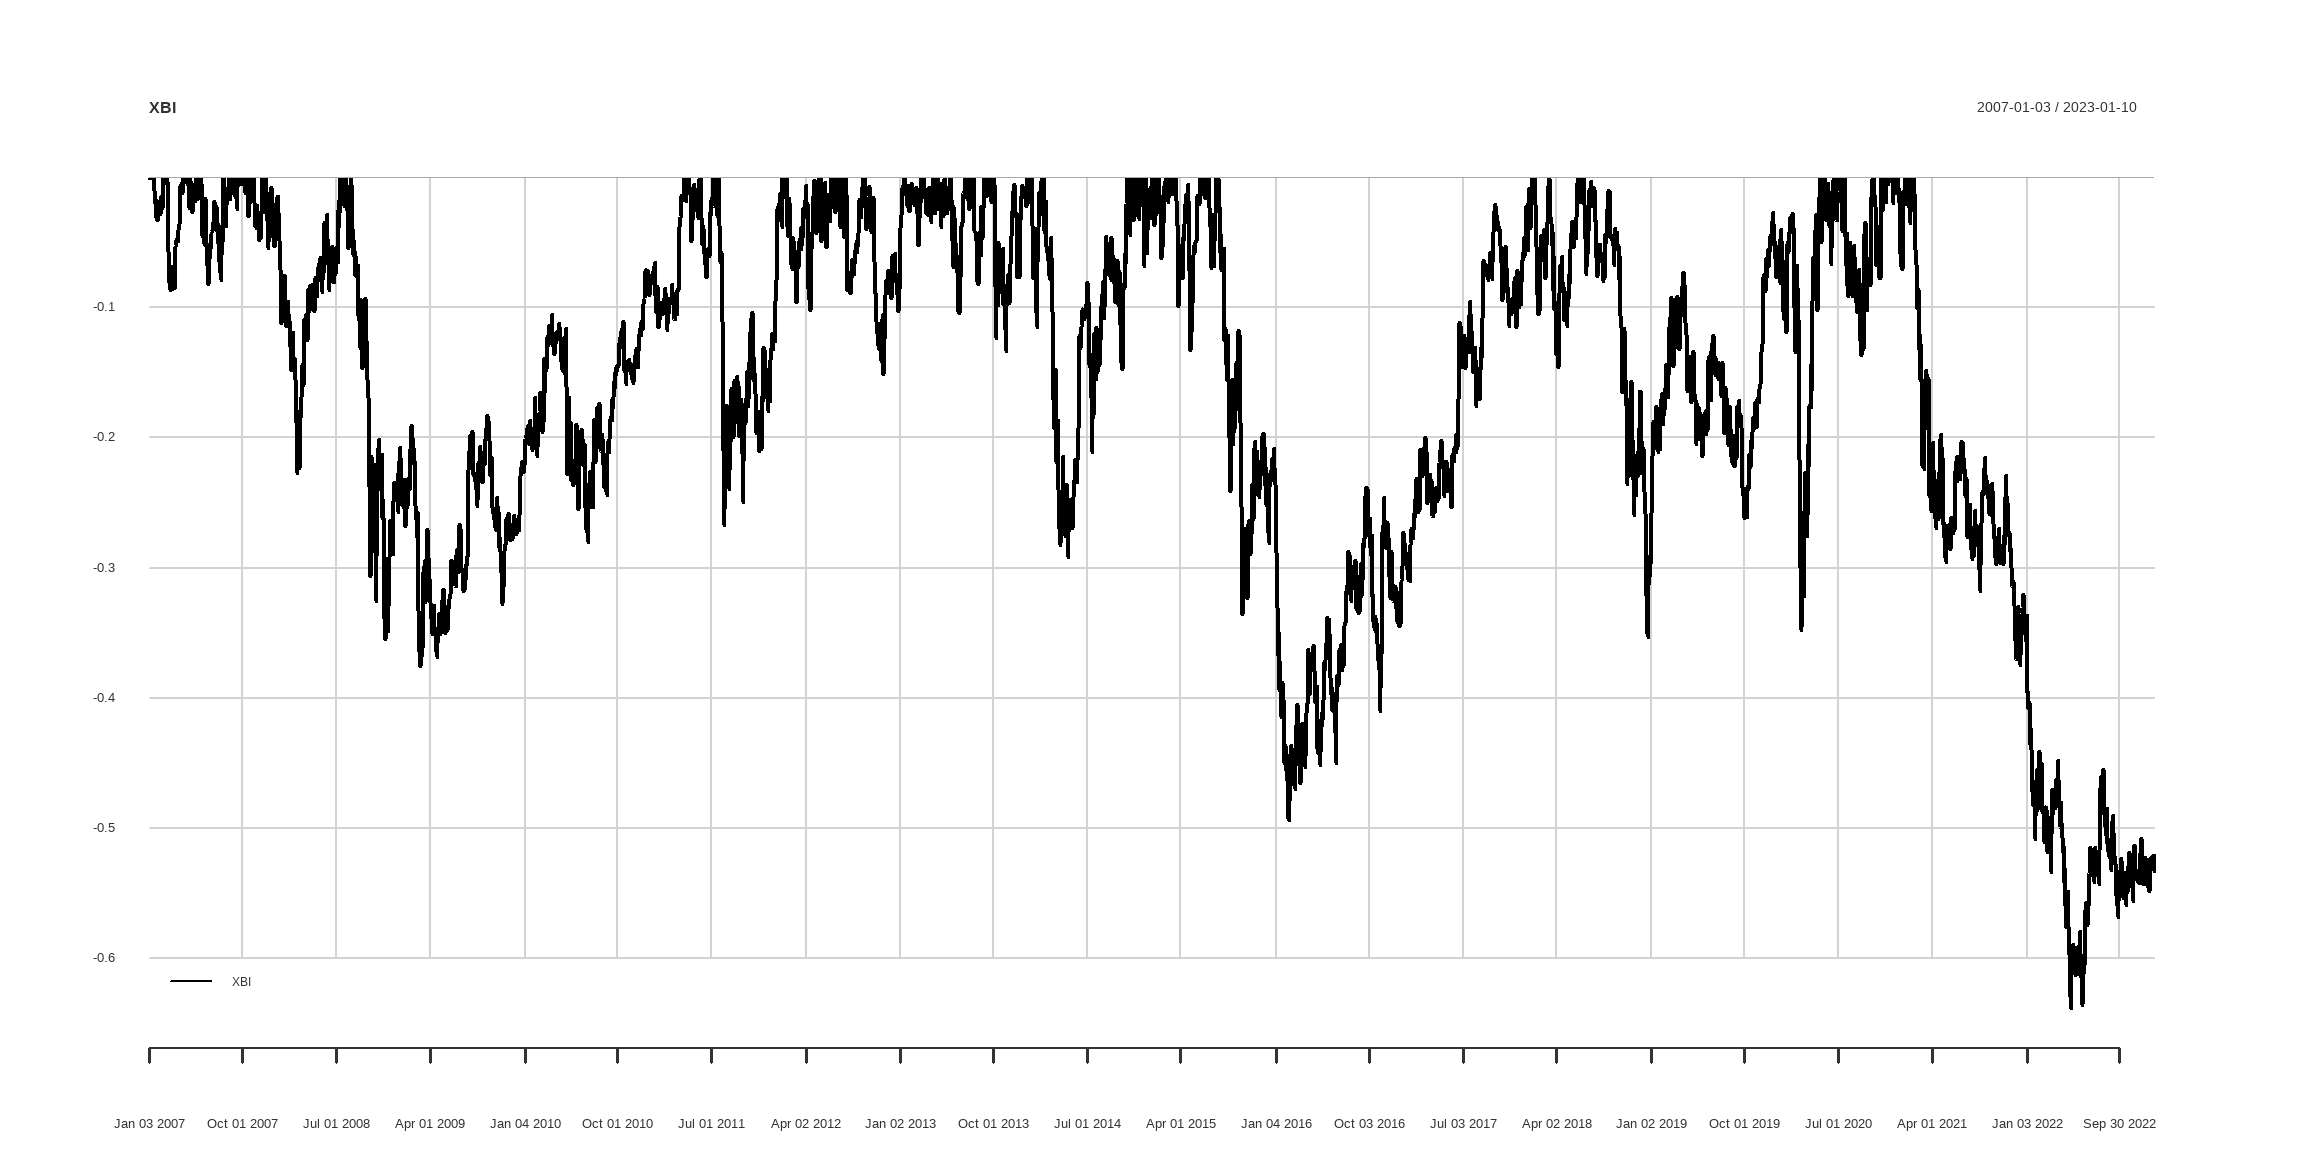 XBI 2007-01-03 / 2023-01-10
-0.1
-0.2
-0.3
-0.4
-0.5
-0.6
XBI
Jan 03 2007 Oct 01 2007 Jul 01 2008 Apr 01 2009 Jan 04 2010 Oct 01 2010 Jul 01 2011 Apr 02 2012 Jan 02 2013 Oct 01 2013 Jul 01 2014 Apr 01 2015 Jan 04 2016 Oct 03 2016 Jul 03 2017 Apr 02 2018 Jan 02 2019 Oct 01 2019 Jul 01 2020 Apr 01 2021 Jan 03 2022 Sep 30 2022